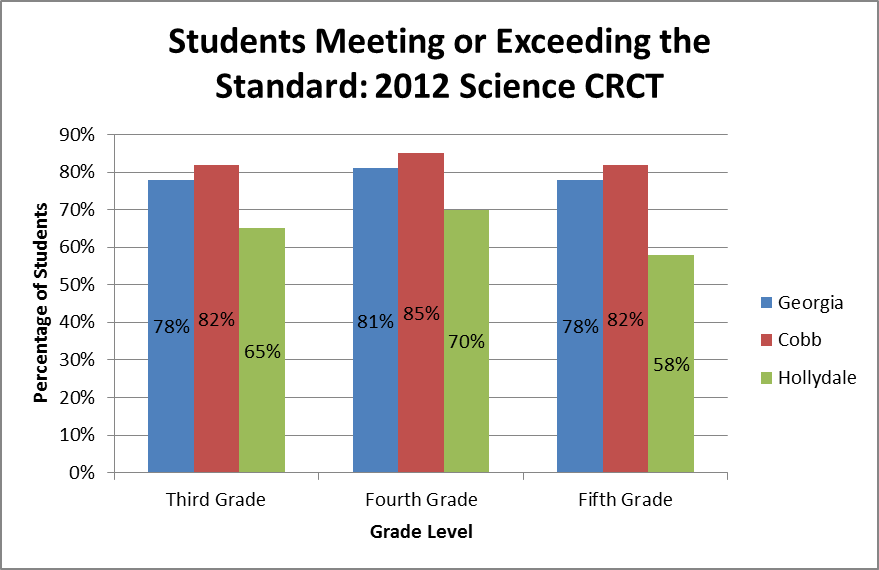 Students Meeting or Exceeding the
Standard: 2012 Science CRCT
Percentage of Students
90%
80%
70%
60%
50%
40%
30%
20%
10%
0%
78%
82%
65%
81%
85%
70%
78%
82%
58%
Third Grade
Fourth Grade
Fifth Grade
Grade Level
Georgia
Cobb
Hollydale